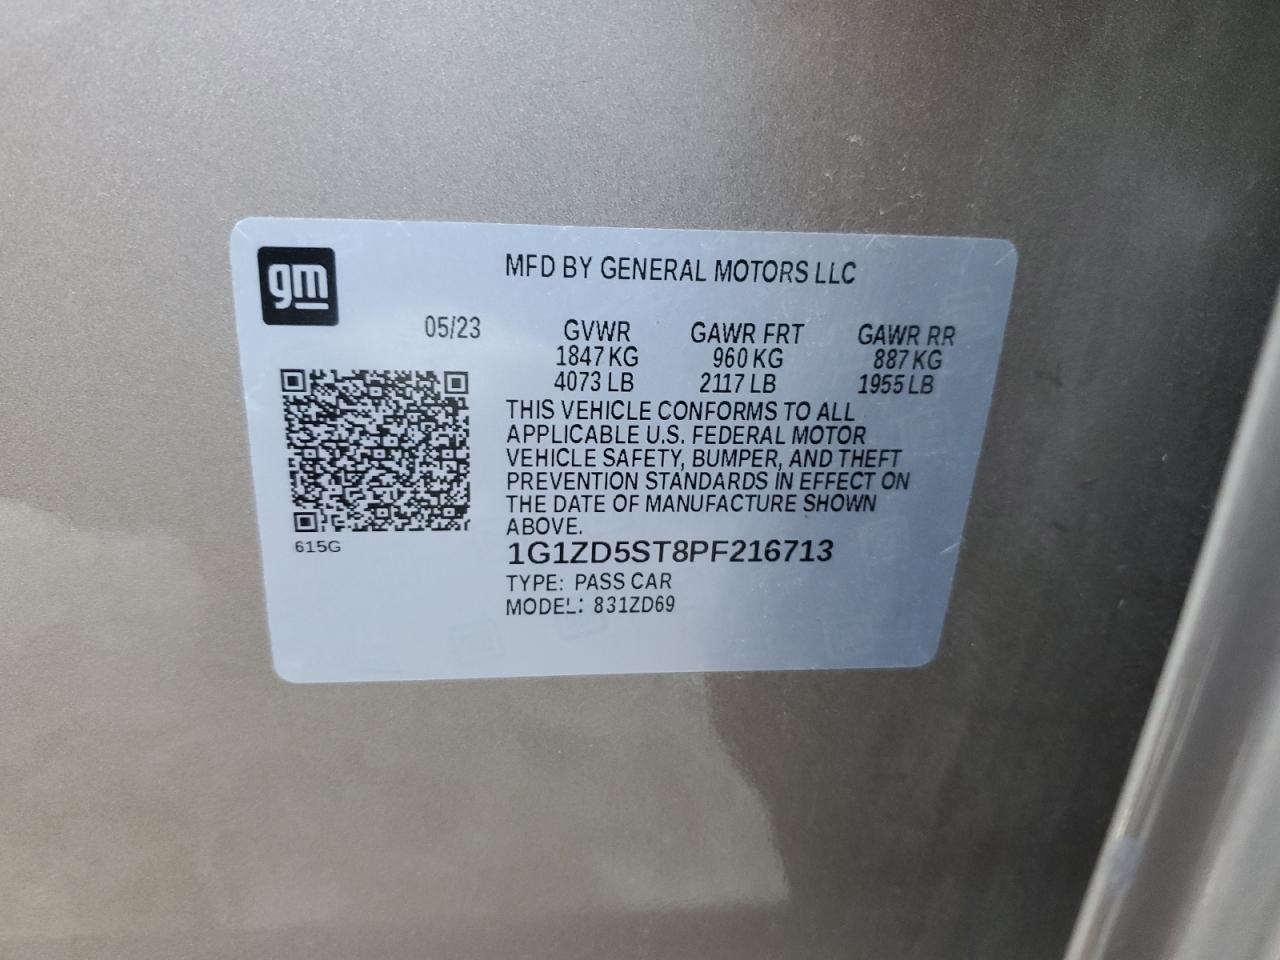 gm
MFD BY GENERAL MOTORS LLC
05/23 GVWR GAWR FRT GAWR RR
1847 KG 960 KG 887 KG
4073 LB 2117 LB 1955 LB
THIS VEHICLE CONFORMS TO ALL
APPLICABLE U.S. FEDERAL MOTOR
VEHICLE SAFETY, BUMPER, AND THEFT
PREVENTION STANDARDS IN EFFECT ON
THE DATE OF MANUFACTURE SHOWN
ABOVE.
615G
1G1ZD5ST8PF216713
TYPE: PASS CAR
MODEL: 831ZD69